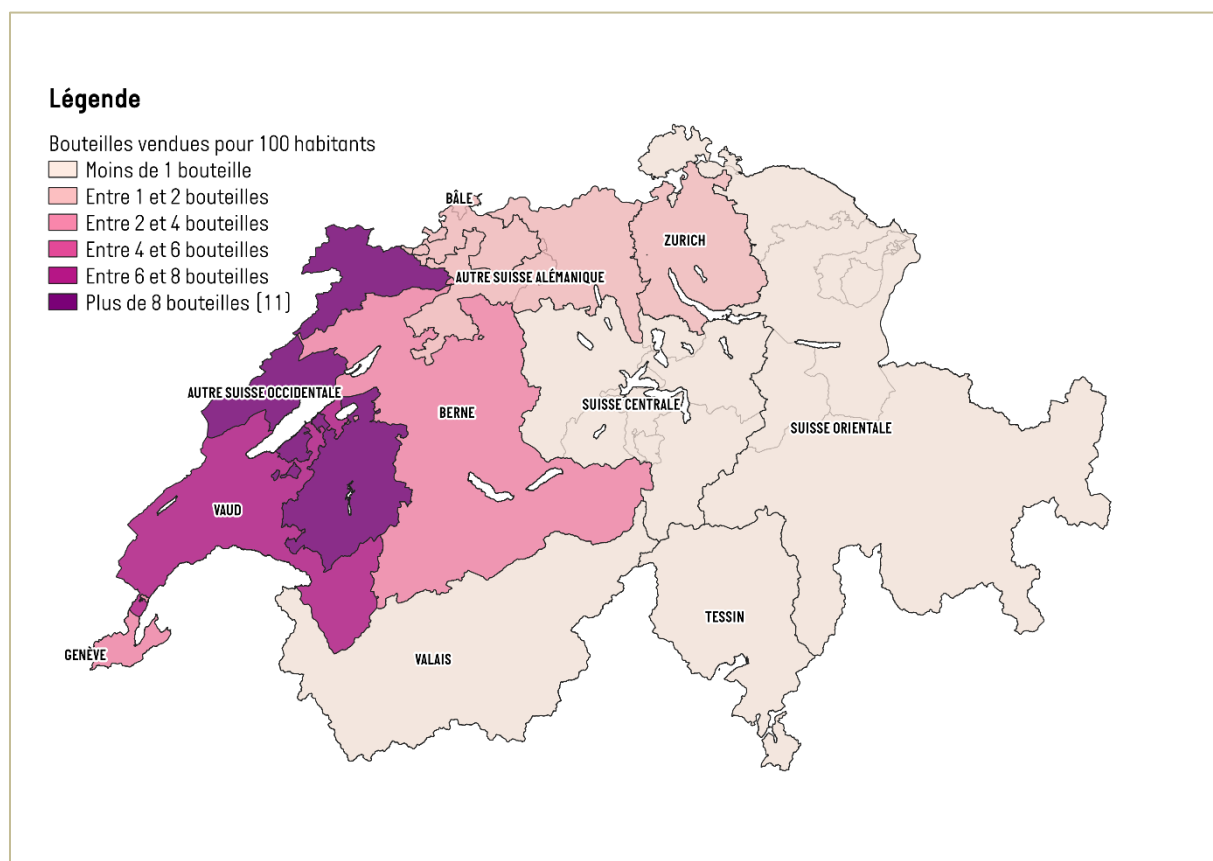 Légende
Bouteilles vendues pour 100 habitants
Moins de 1 bouteille
Entre 1 et 2 bouteilles
Entre 2 et 4 bouteilles
Entre 4 et 6 bouteilles
Entre 6 et 8 bouteilles
Plus de 8 bouteilles [11]
BÂLE
ZURICH
AUTRE SUISSE ALÉMANIQUE
AUTRE SUISSE OCCIDENTALE
BERNE
SUISSE CENTRALE
SUISSE ORIENTALE
VAUD
TESSIN
GENÈVE
VALAIS